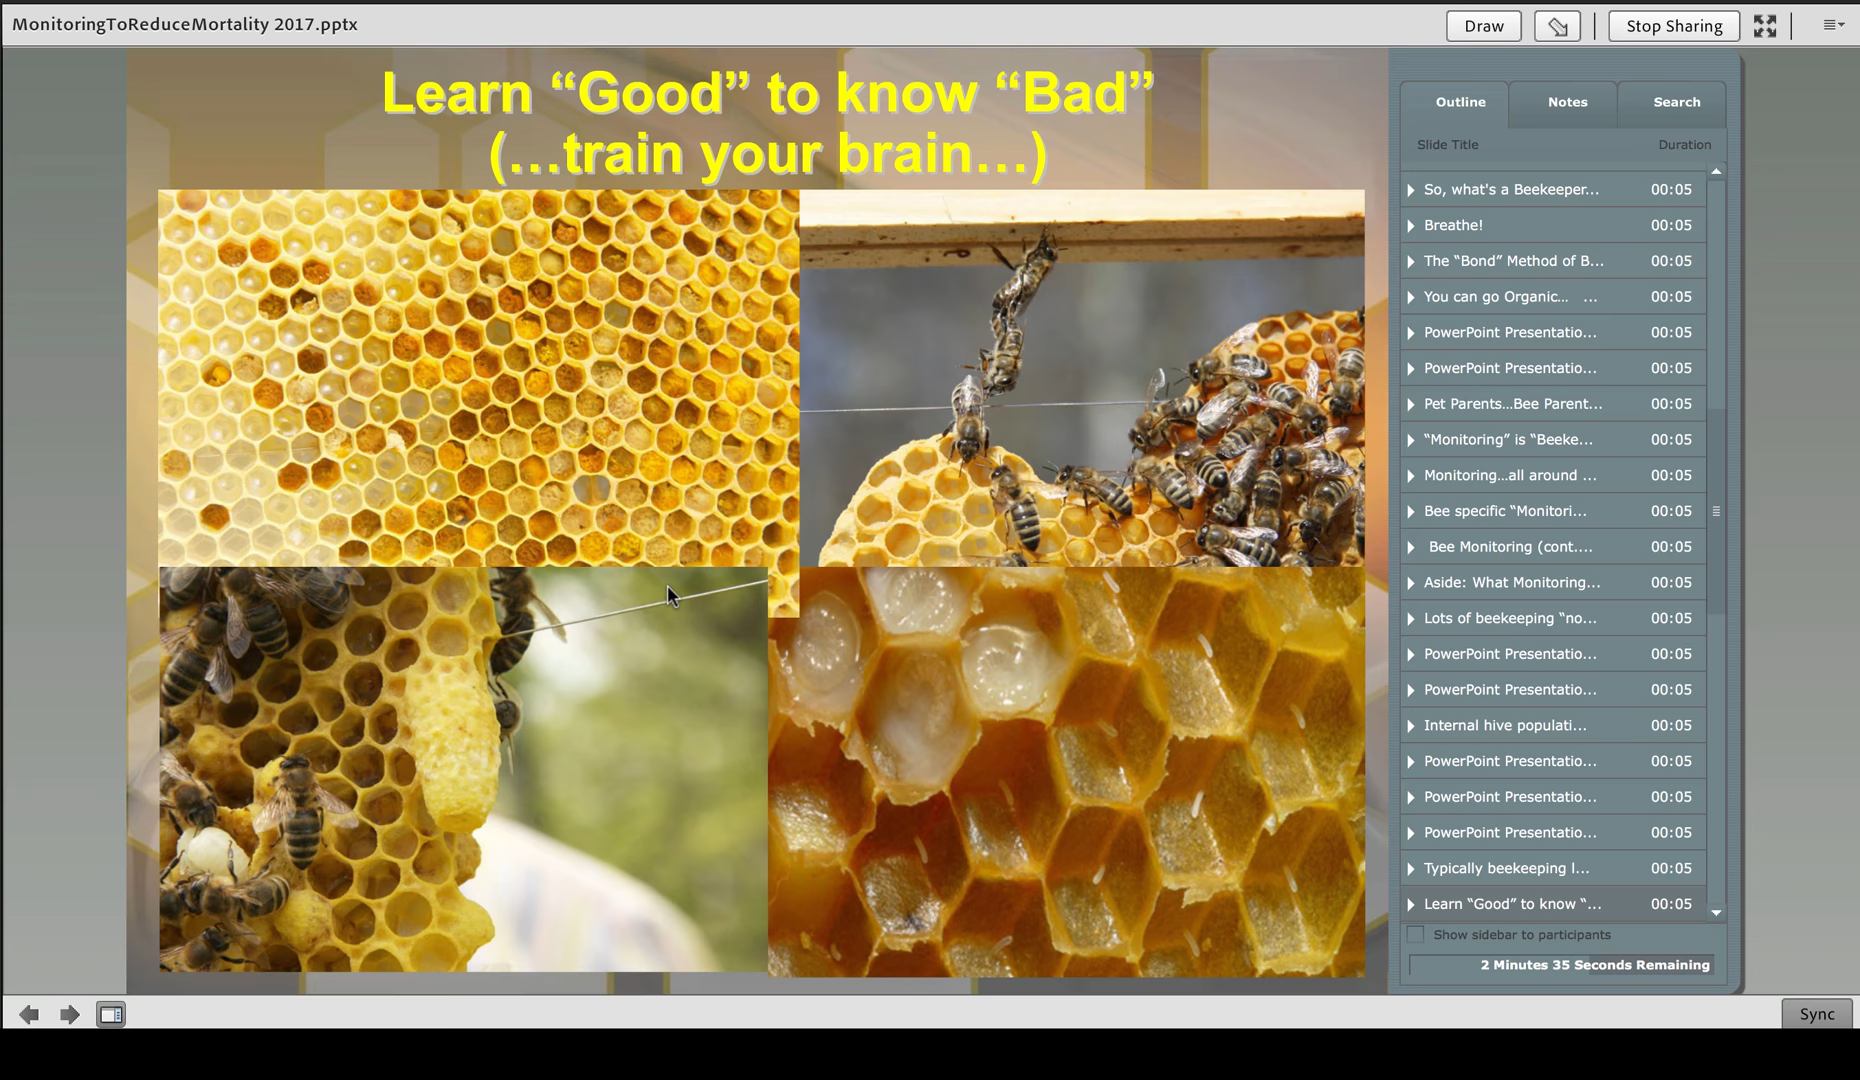 MonitoringToReduceMortality 2017.pptx
Draw
Stop Sharing
Learn “Good” to know “Bad”
(…train your brain…)
Outline
Notes
Search
Slide Title
Duration
So, what's a Beekeeper... 00:05
Breathe! 00:05
The “Bond” Method of B... 00:05
You can go Organic… ... 00:05
PowerPoint Presentatio... 00:05
PowerPoint Presentatio... 00:05
Pet Parents…Bee Parent... 00:05
“Monitoring” is “Beeke... 00:05
Monitoring…all around ... 00:05
Bee specific “Monitori... 00:05
Bee Monitoring (cont.... 00:05
Aside: What Monitoring... 00:05
Lots of beekeeping “no... 00:05
PowerPoint Presentatio... 00:05
PowerPoint Presentatio... 00:05
Internal hive populati... 00:05
PowerPoint Presentatio... 00:05
PowerPoint Presentatio... 00:05
PowerPoint Presentatio... 00:05
Typically beekeeping l... 00:05
Learn “Good” to know “... 00:05
Show sidebar to participants
2 Minutes 35 Seconds Remaining
Sync